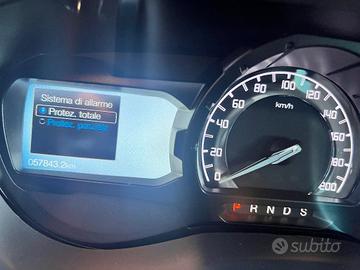 Sistema di allarme
Protez. totale
Protez. parziale
057843.2km
0
20
40
60
80
100
120
140
160
180
200
km/h
P R N D S
subito